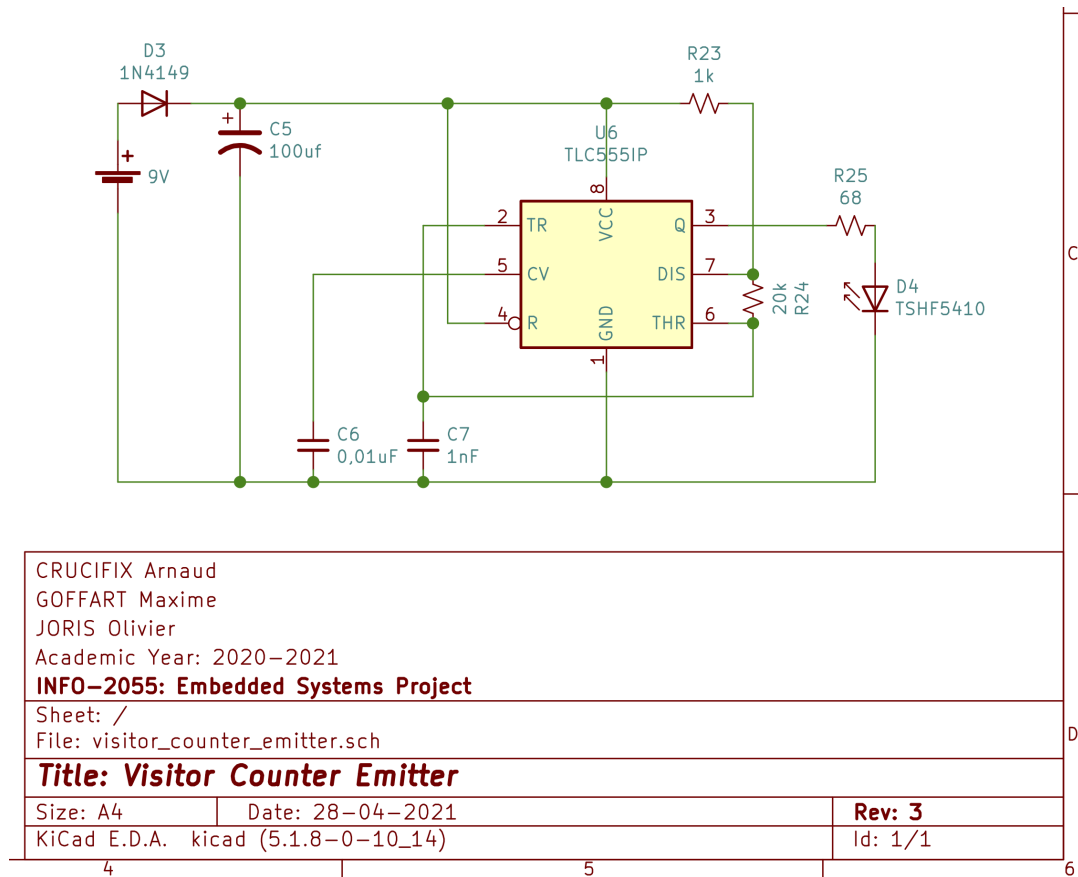 D3
1N4149
+
C5
100uf
+
9V
R23
1k
U6
TLC555IP
8
VCC
2
TR
5
CV
4
R
Q
3
DIS
7
THR
6
GND
1
R25
68
20k
R24
D4
TSHF5410
C6
0,01uF
C7
1nF
C
D
CRUCIFIX Arnaud
GOFFART Maxime
JORIS Olivier
Academic Year: 2020-2021
INFO-2055: Embedded Systems Project
Sheet: /
File: visitor_counter_emitter.sch
Title: Visitor Counter Emitter
Size: A4
Date: 28-04-2021
Rev: 3
KiCad E.D.A. kicad (5.1.8-0-10_14)
Id: 1/1
4
5
6